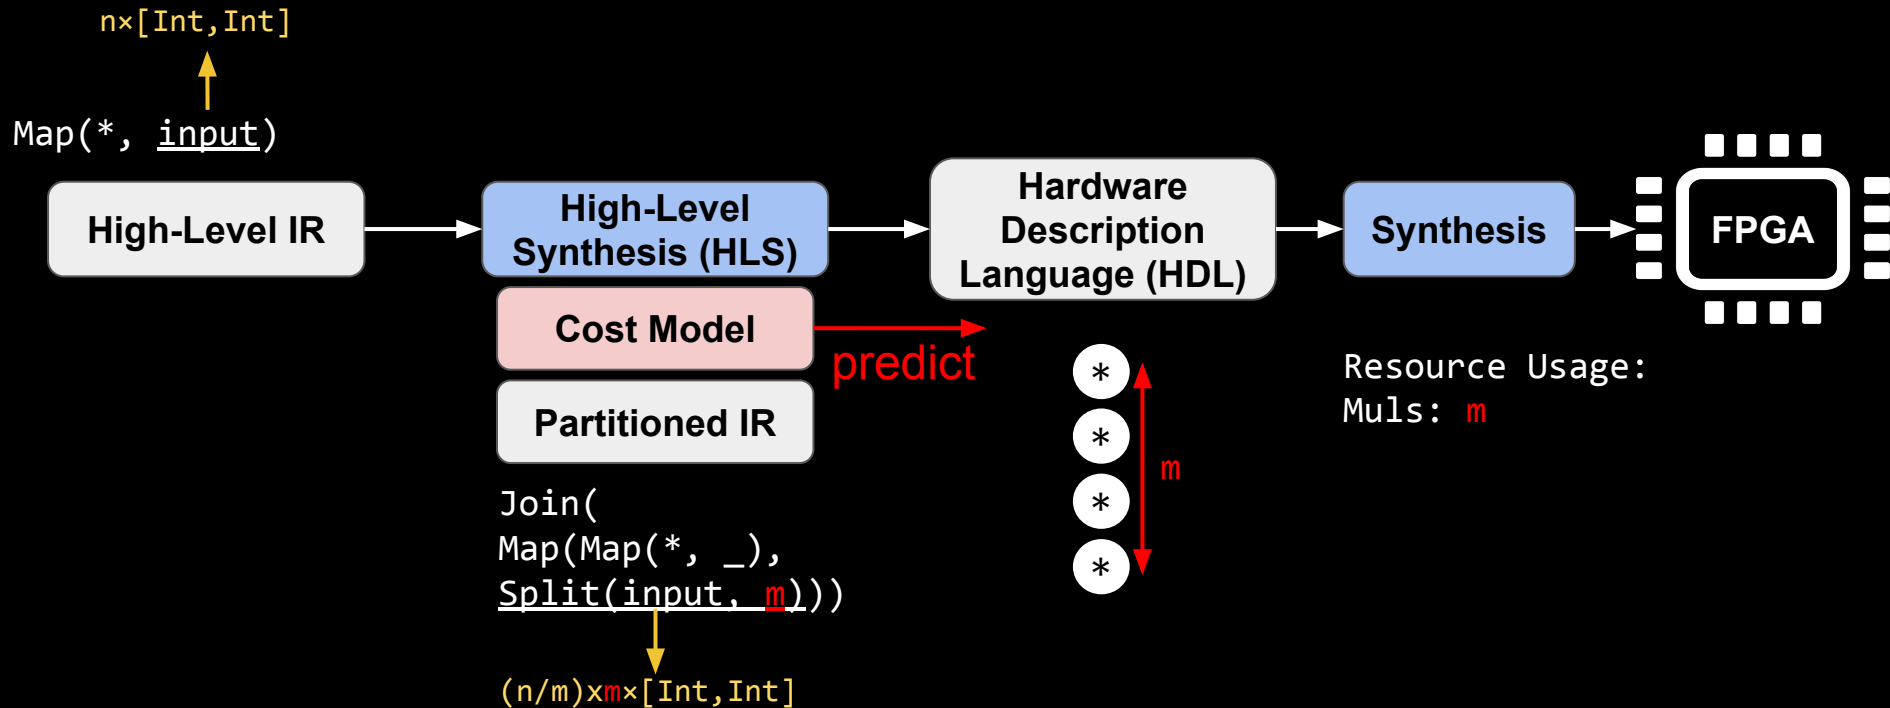 n×[Int,Int]
Map(*, input)
High-Level IR
High-Level
Synthesis (HLS)
Cost Model
predict
Partitioned IR
Join(
Map(Map(*, _),
Split(input, m)))
(n/m)xm×[Int,Int]
Hardware
Description
Language (HDL)
*
*
*
*
m
Synthesis
FPGA
Resource Usage:
Muls: m